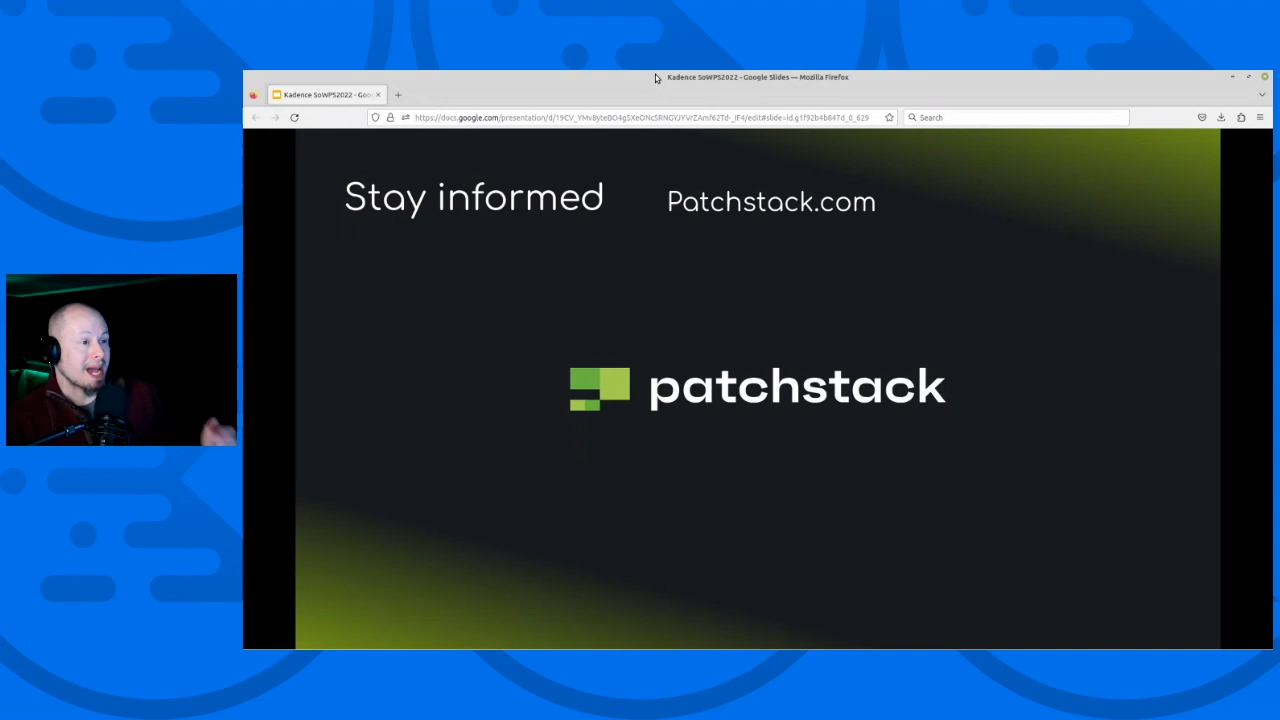 Kadence SoWPS2022 - Google Slides — Mozilla Firefox
Kadence SoWPS2022 - Goo
Search
Stay informed
Patchstack.com
patchstack